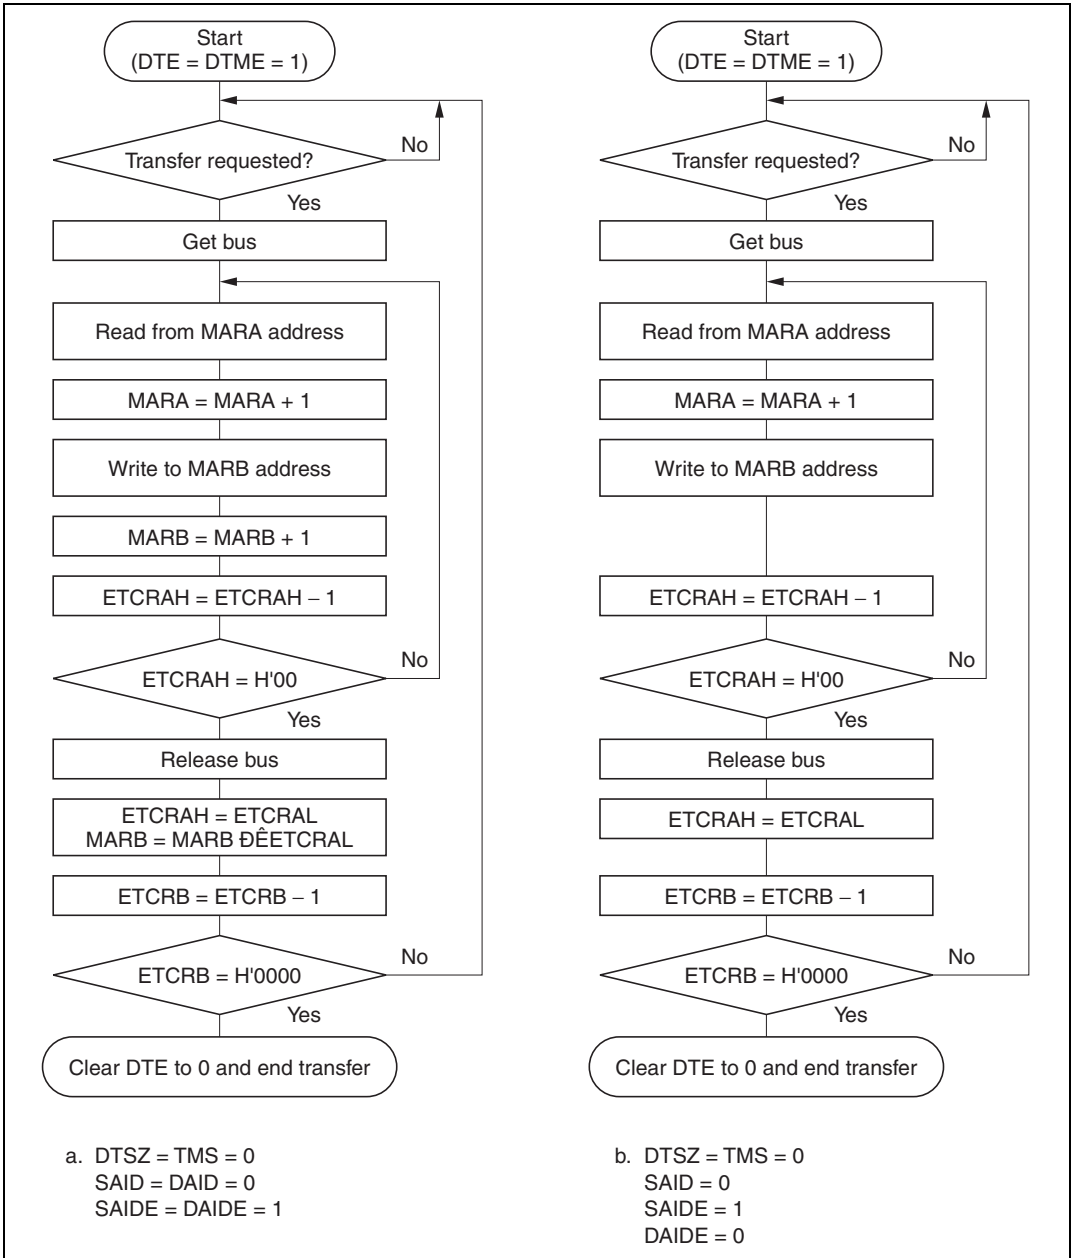 Start
(DTE = DTME = 1)
Transfer requested?
No
Yes
Get bus
Read from MARA address
MARA = MARA + 1
Write to MARB address
MARB = MARB + 1
ETCRAH = ETCRAH – 1
ETCRAH = H'00
No
Yes
Release bus
ETCRAH = ETCRAL
MARB = MARB ÐÊETCRAL
ETCRB = ETCRB – 1
ETCRB = H'0000
No
Yes
Clear DTE to 0 and end transfer
a. DTSZ = TMS = 0
SAID = DAID = 0
SAIDE = DAIDE = 1
Start
(DTE = DTME = 1)
Transfer requested?
No
Yes
Get bus
Read from MARA address
MARA = MARA + 1
Write to MARB address
ETCRAH = ETCRAH – 1
ETCRAH = H'00
No
Yes
Release bus
ETCRAH = ETCRAL
ETCRB = ETCRB – 1
ETCRB = H'0000
No
Yes
Clear DTE to 0 and end transfer
b. DTSZ = TMS = 0
SAID = 0
SAIDE = 1
DAIDE = 0